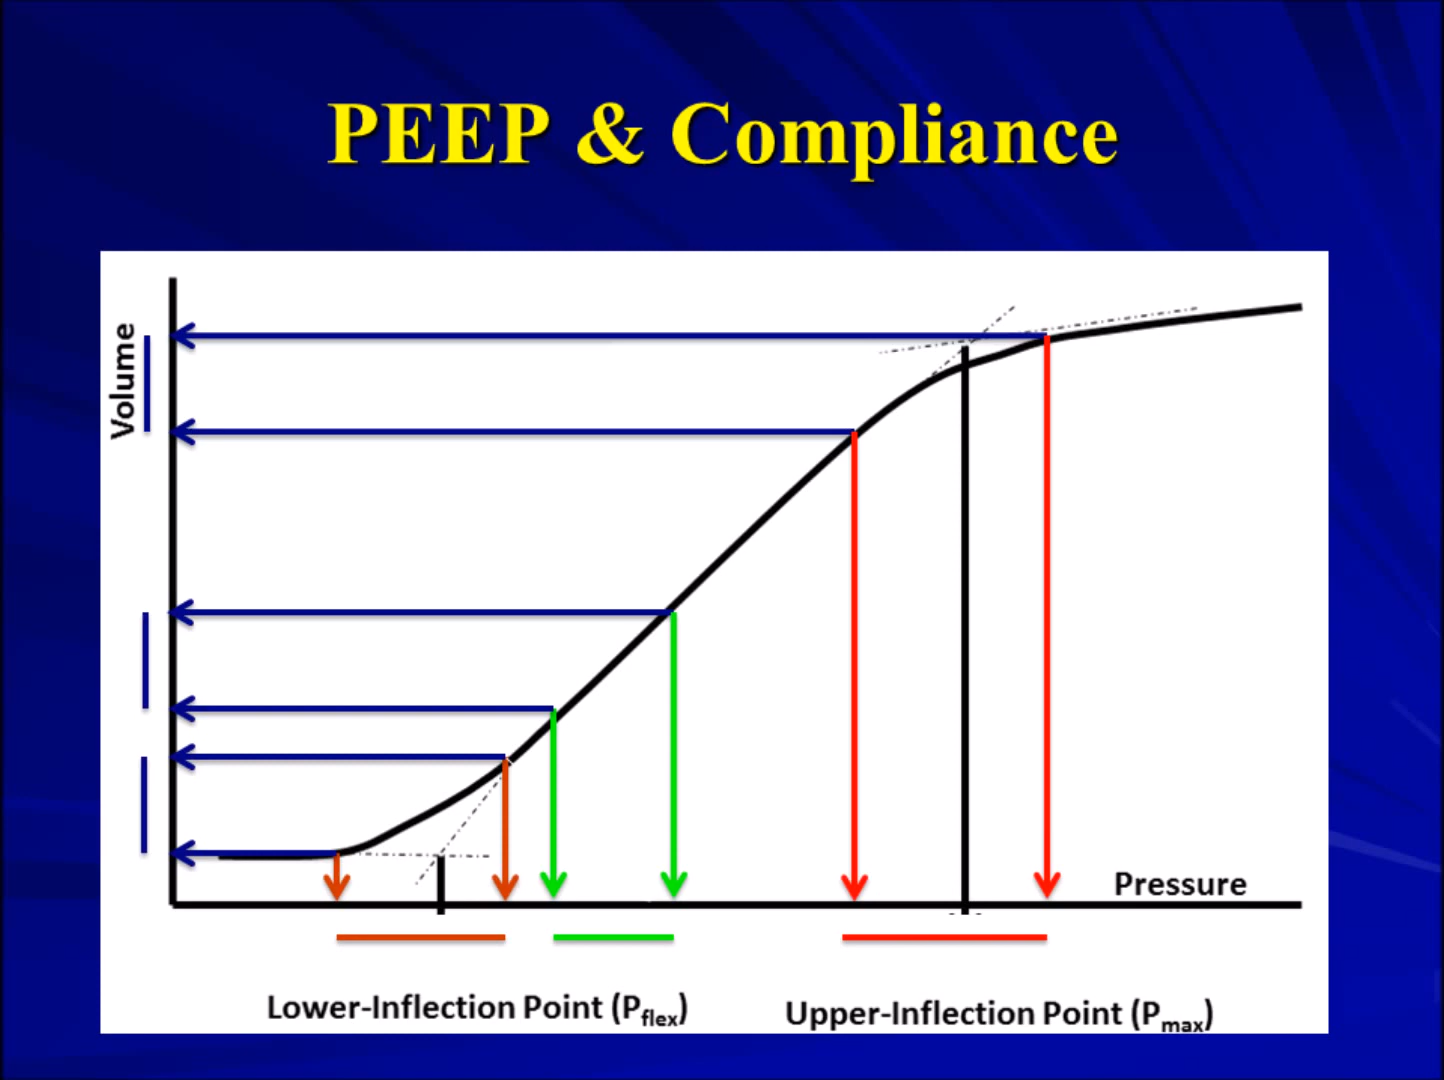 PEEP & Compliance
Volume
Pressure
Lower-Inflection Point (Pflex)
Upper-Inflection Point (Pmax)